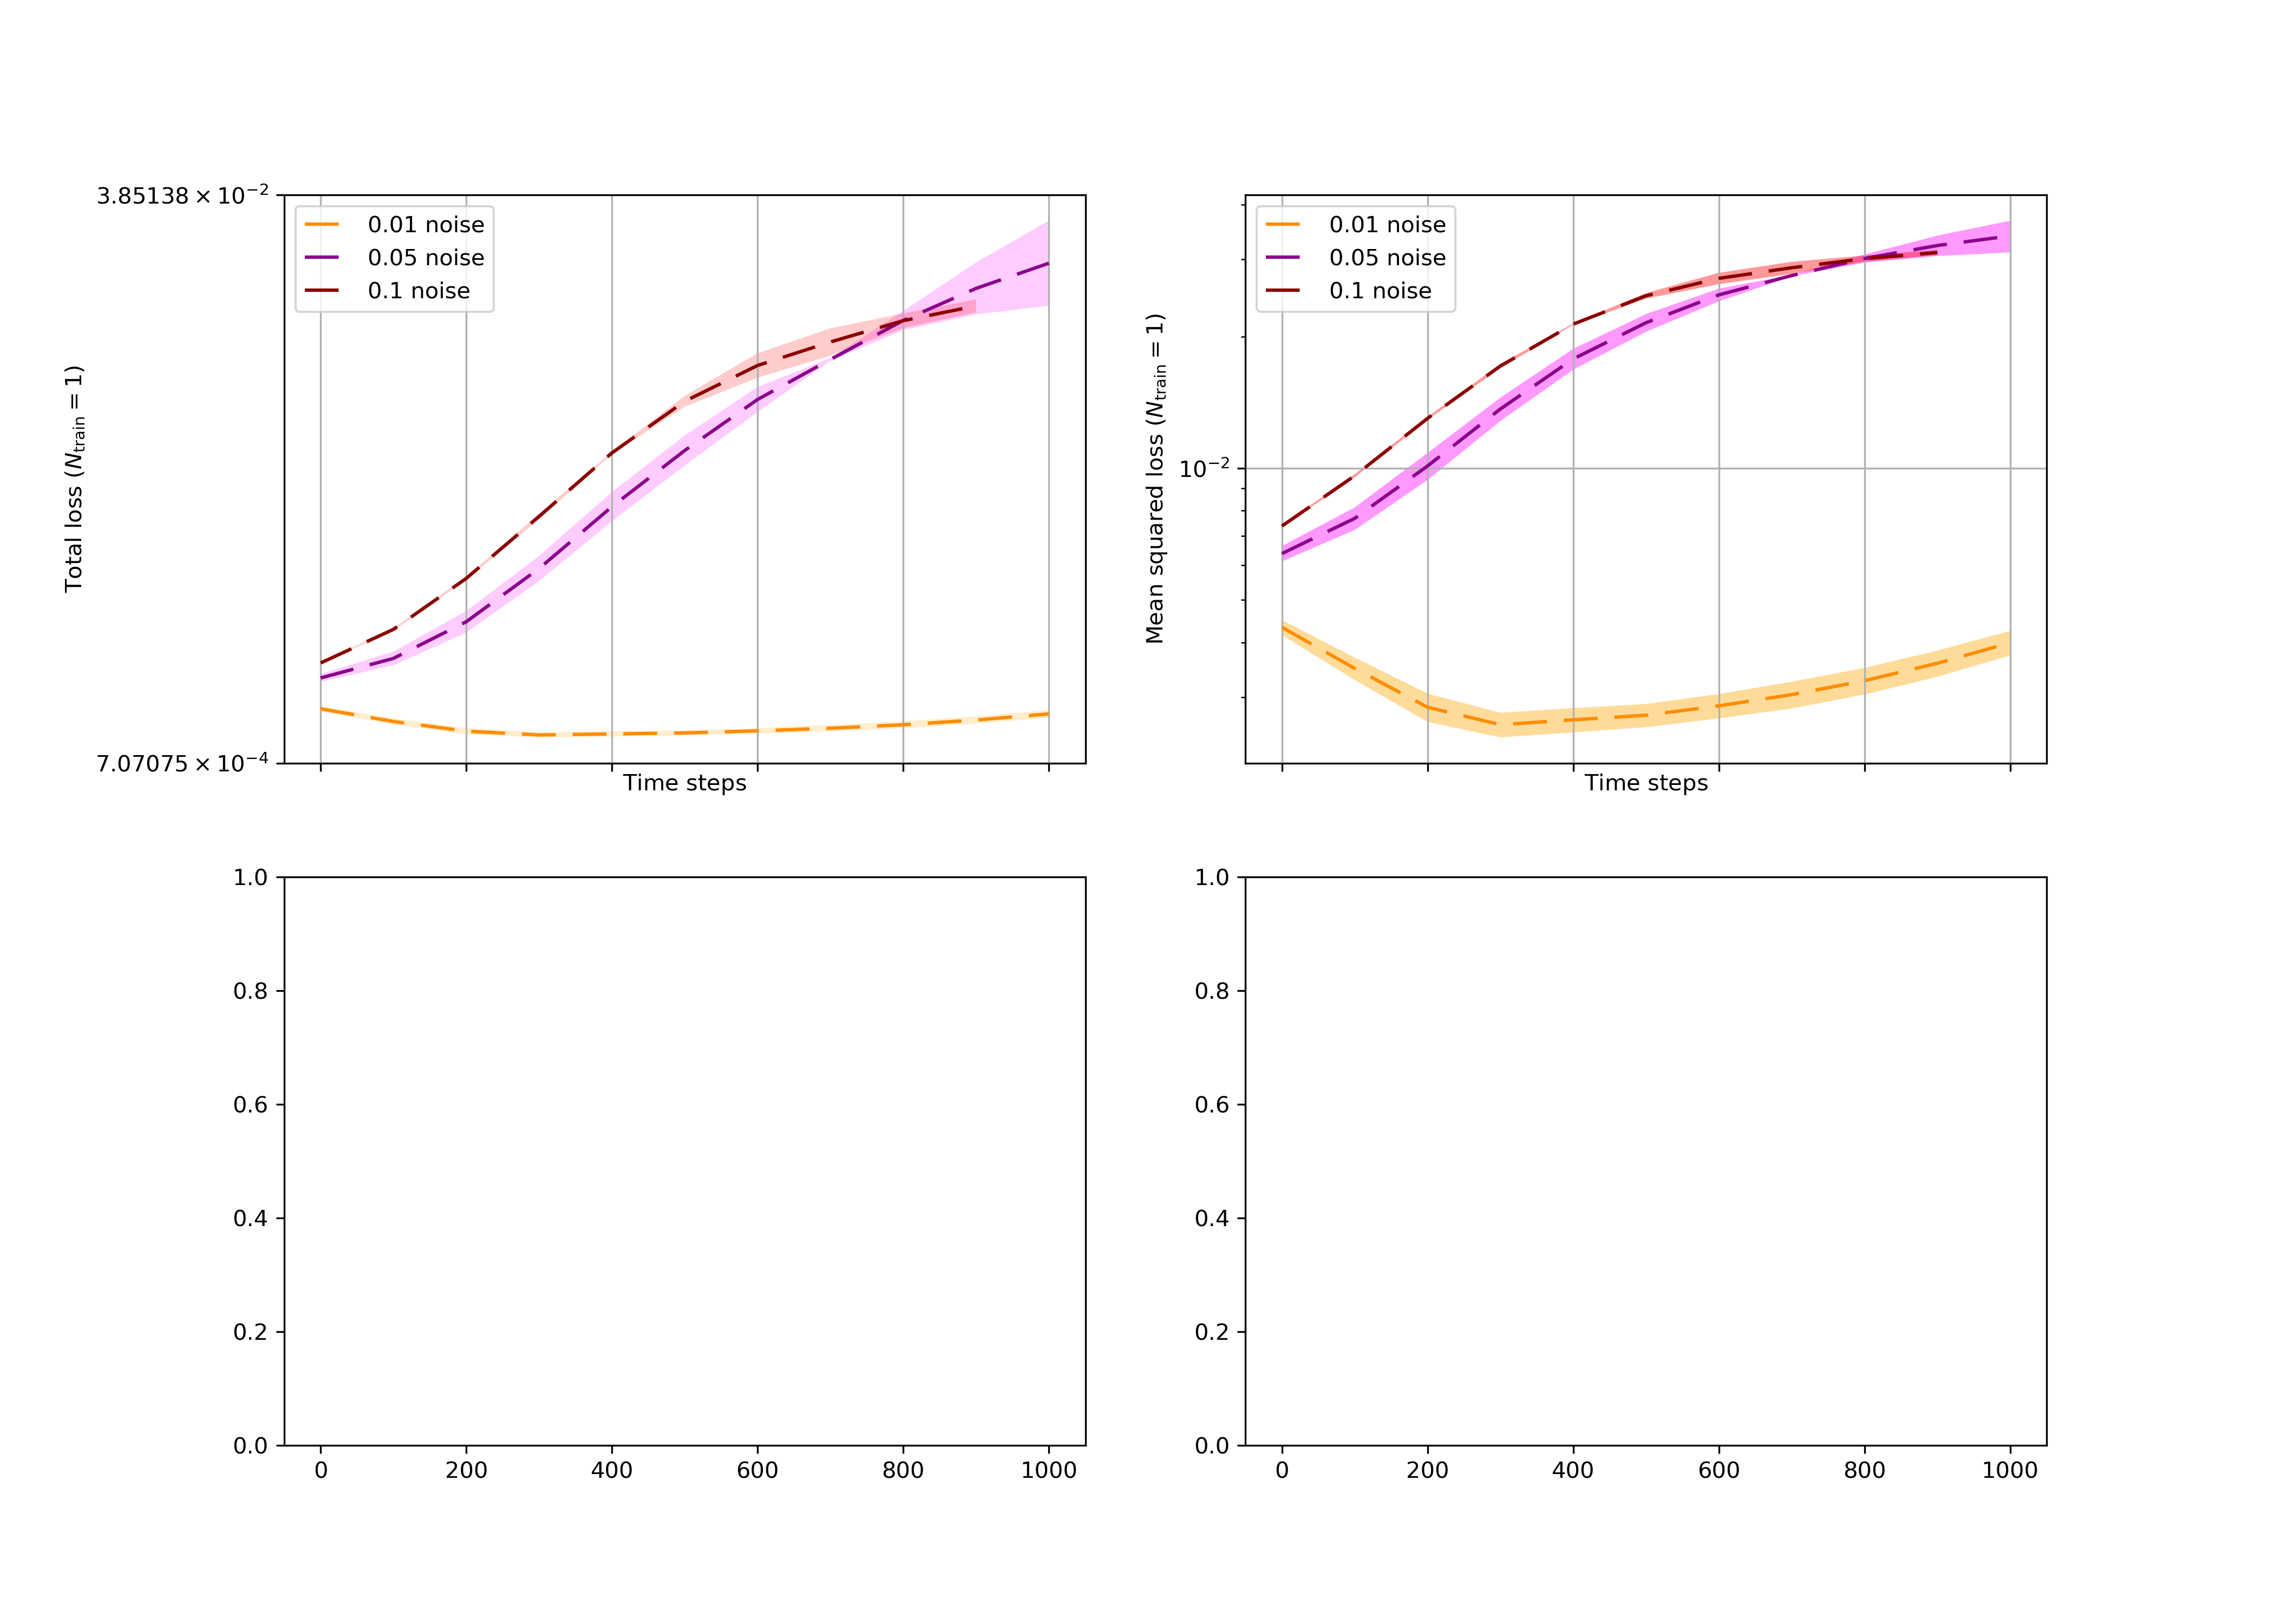 3.85138 × 10⁻²
0.01 noise
0.05 noise
0.1 noise
Total loss (N_train = 1)
7.07075 × 10⁻⁴
Time steps
0.01 noise
0.05 noise
0.1 noise
Mean squared loss (N_train = 1)
10⁻²
Time steps
1.0
0.8
0.6
0.4
0.2
0.0
0 200 400 600 800 1000
1.0
0.8
0.6
0.4
0.2
0.0
0 200 400 600 800 1000